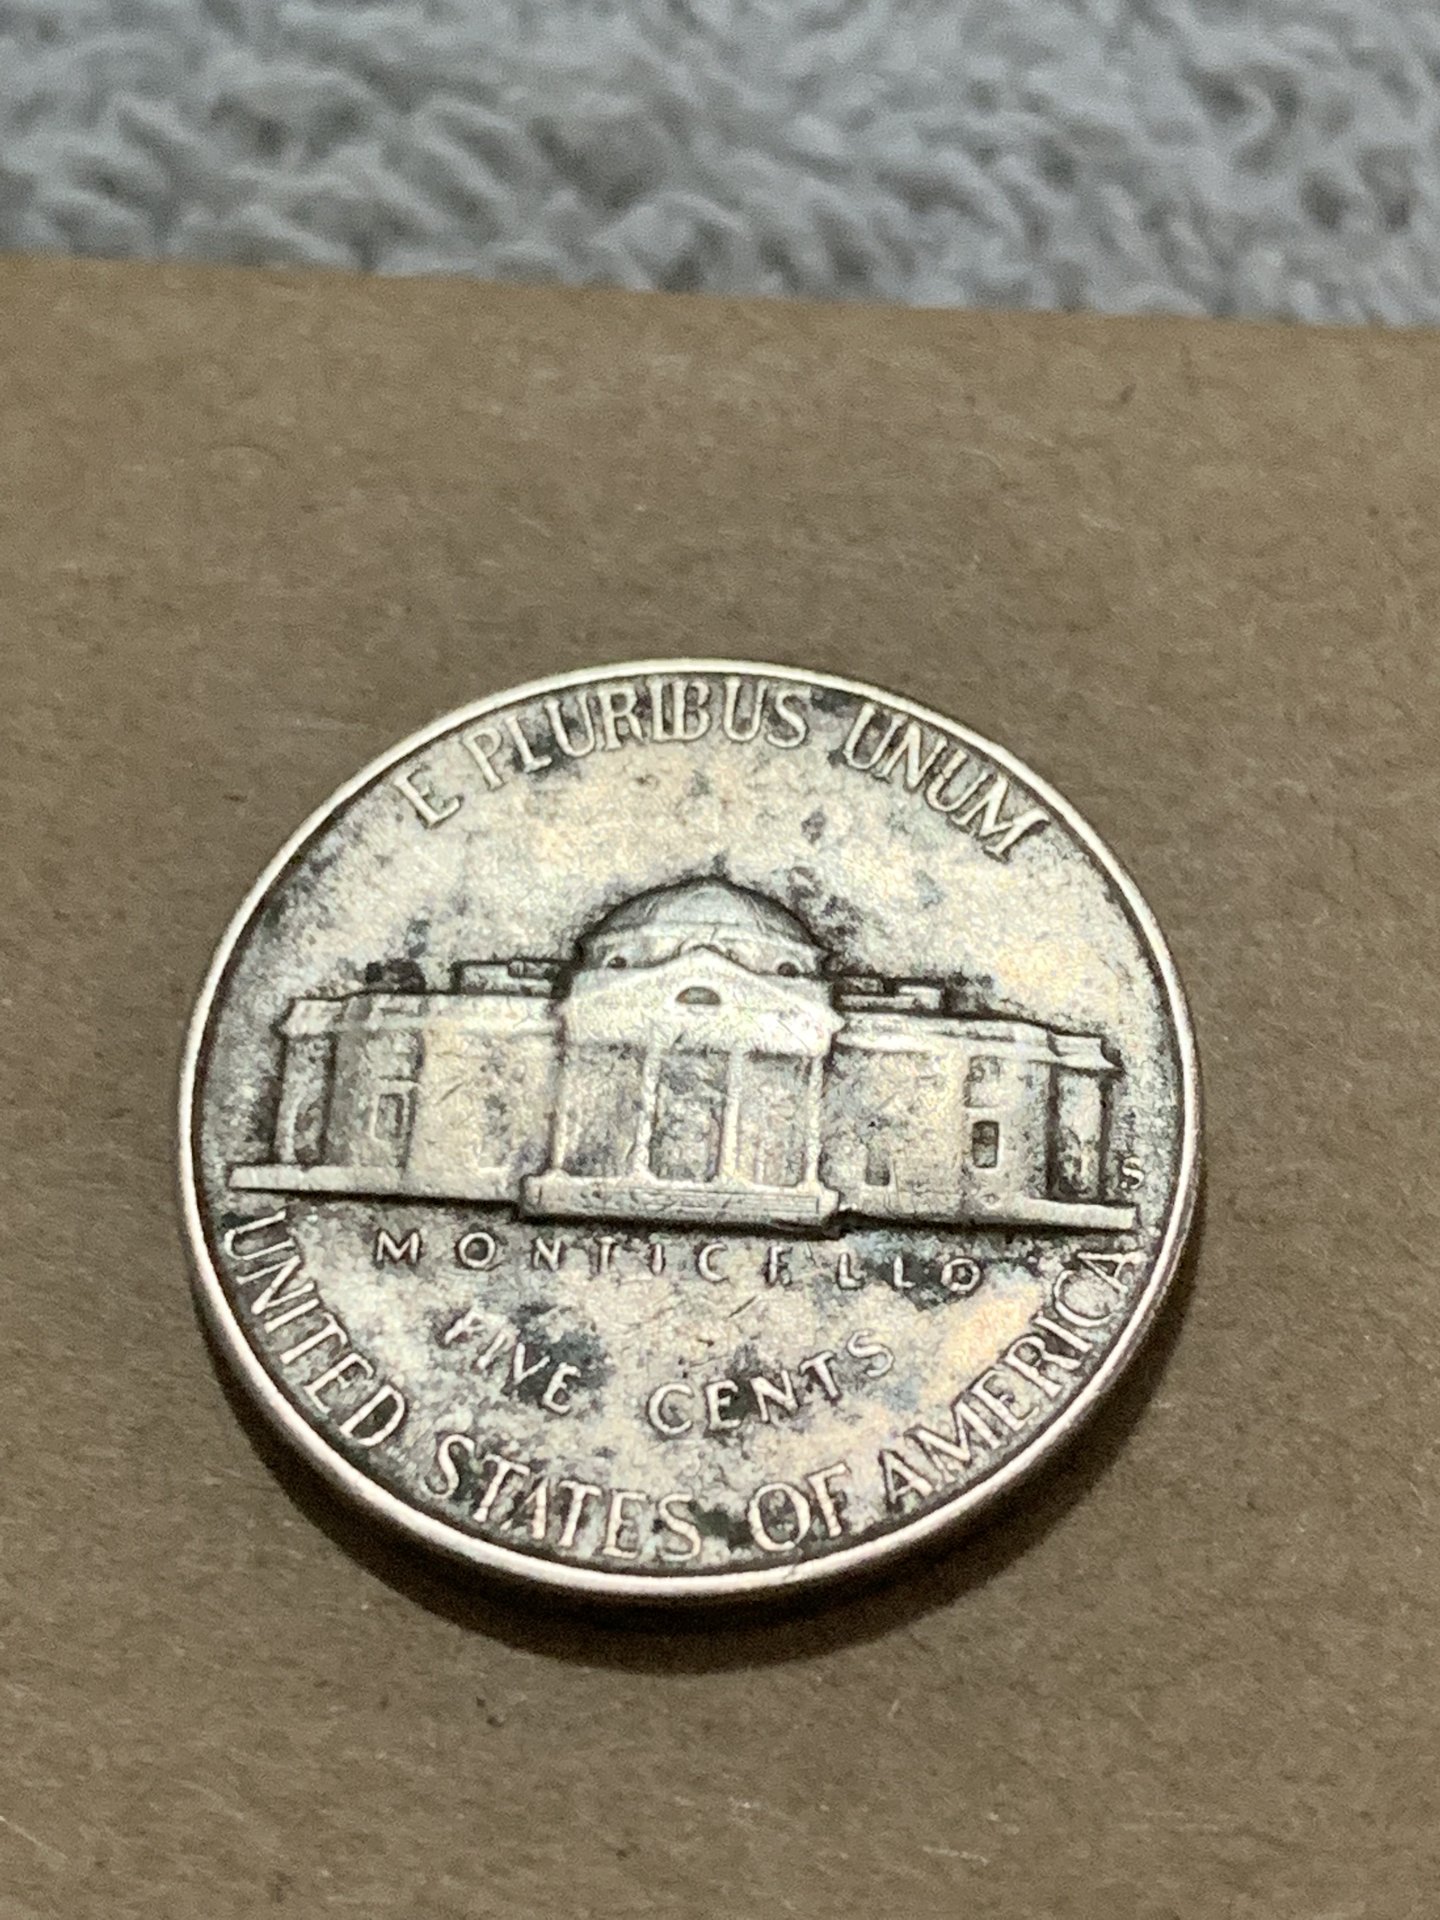 E PLURIBUS UNUM
S
MONTICELLO
FIVE CENTS
UNITED STATES OF AMERICA